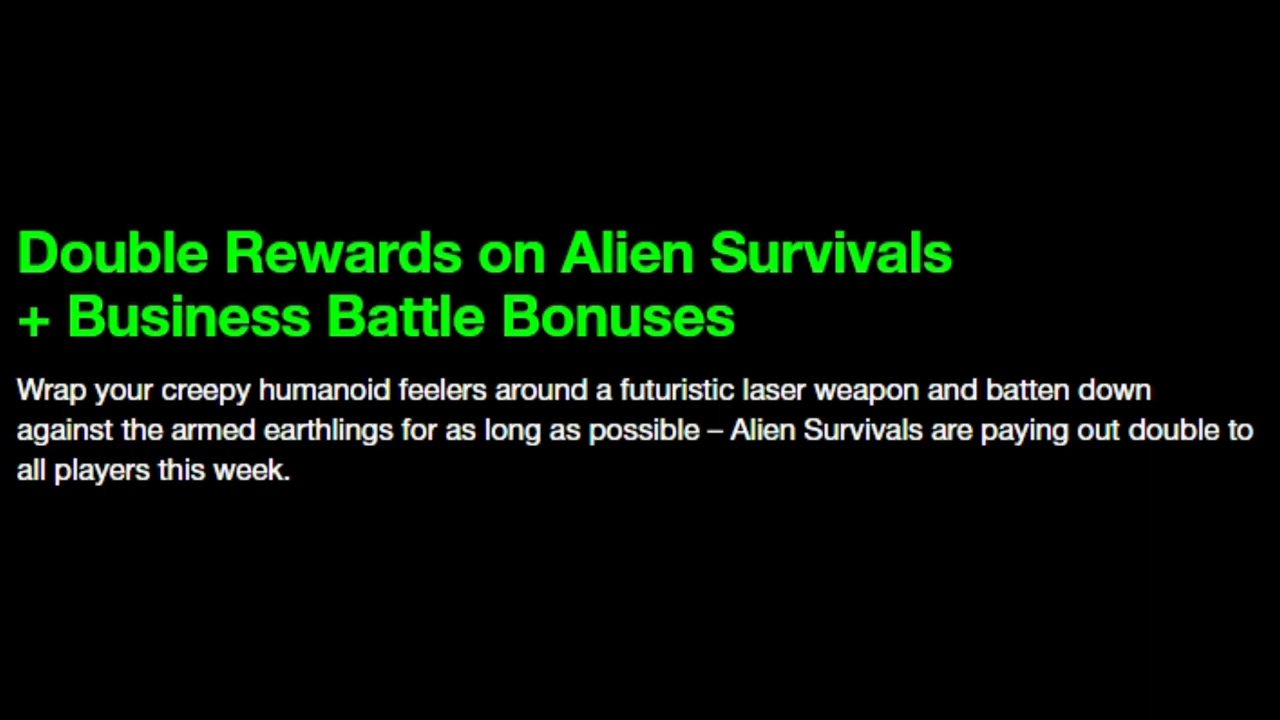 Double Rewards on Alien Survivals
+ Business Battle Bonuses
Wrap your creepy humanoid feelers around a futuristic laser weapon and batten down
against the armed earthlings for as long as possible – Alien Survivals are paying out double to
all players this week.